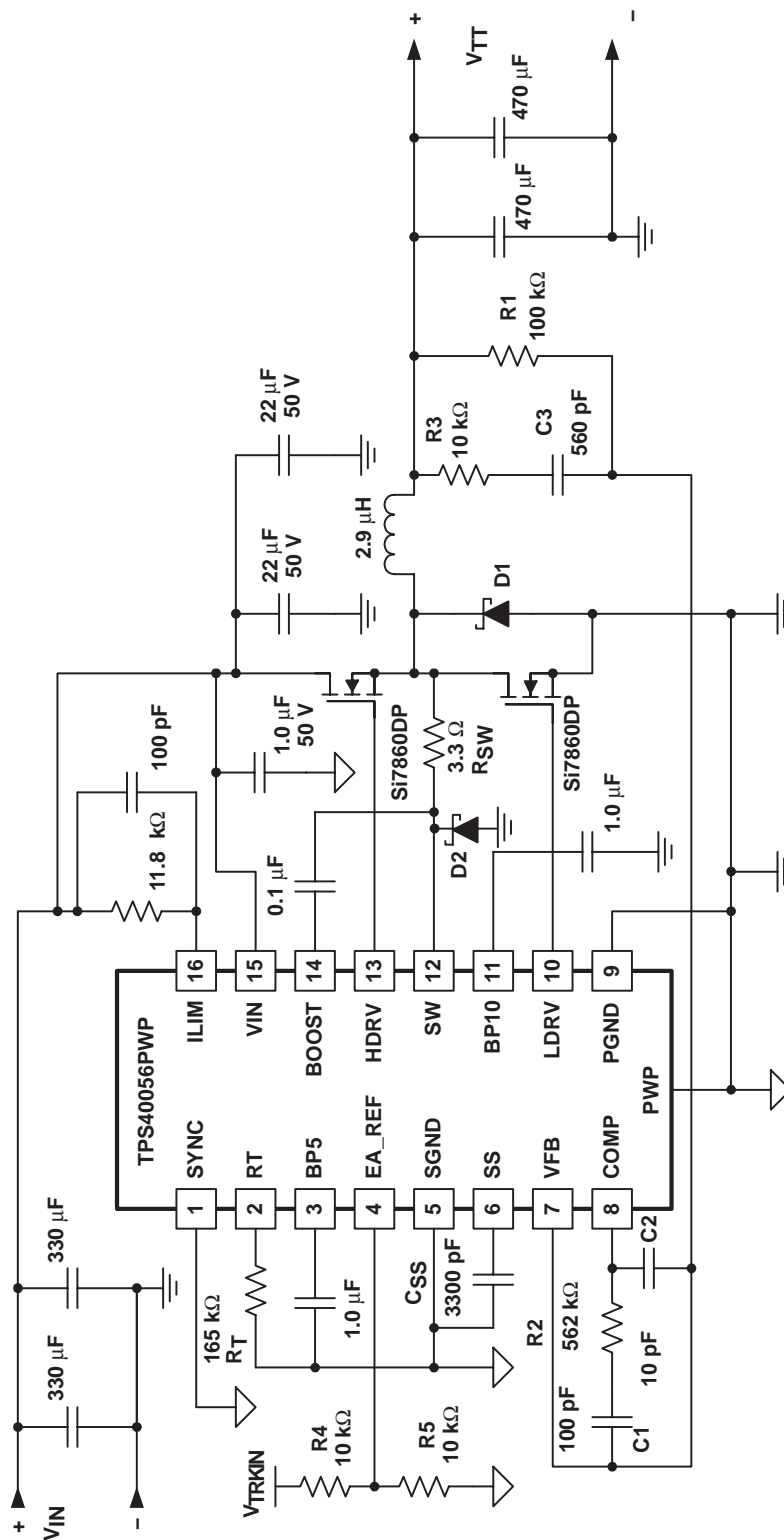 +
VIN
−
330 µF
330 µF
TPS40056PWP
1
SYNC
2
RT
3
BP5
4
EA_REF
5
SGND
6
SS
7
VFB
8
COMP
16
ILIM
15
VIN
14
BOOST
13
HDRV
12
SW
11
BP10
10
LDRV
9
PGND
PWP
165 kΩ
RT
1.0 µF
VTRKIN
R4
10 kΩ
R5
10 kΩ
CSS
3300 pF
R2
562 kΩ
100 pF
C1
10 pF
C2
11.8 kΩ
100 pF
0.1 µF
1.0 µF
50 V
22 µF
50 V
22 µF
50 V
Si7860DP
3.3 Ω
RSW
D2
Si7860DP
1.0 µF
D1
2.9 µH
R3
10 kΩ
C3
560 pF
R1
100 kΩ
470 µF
470 µF
+
VTT
−